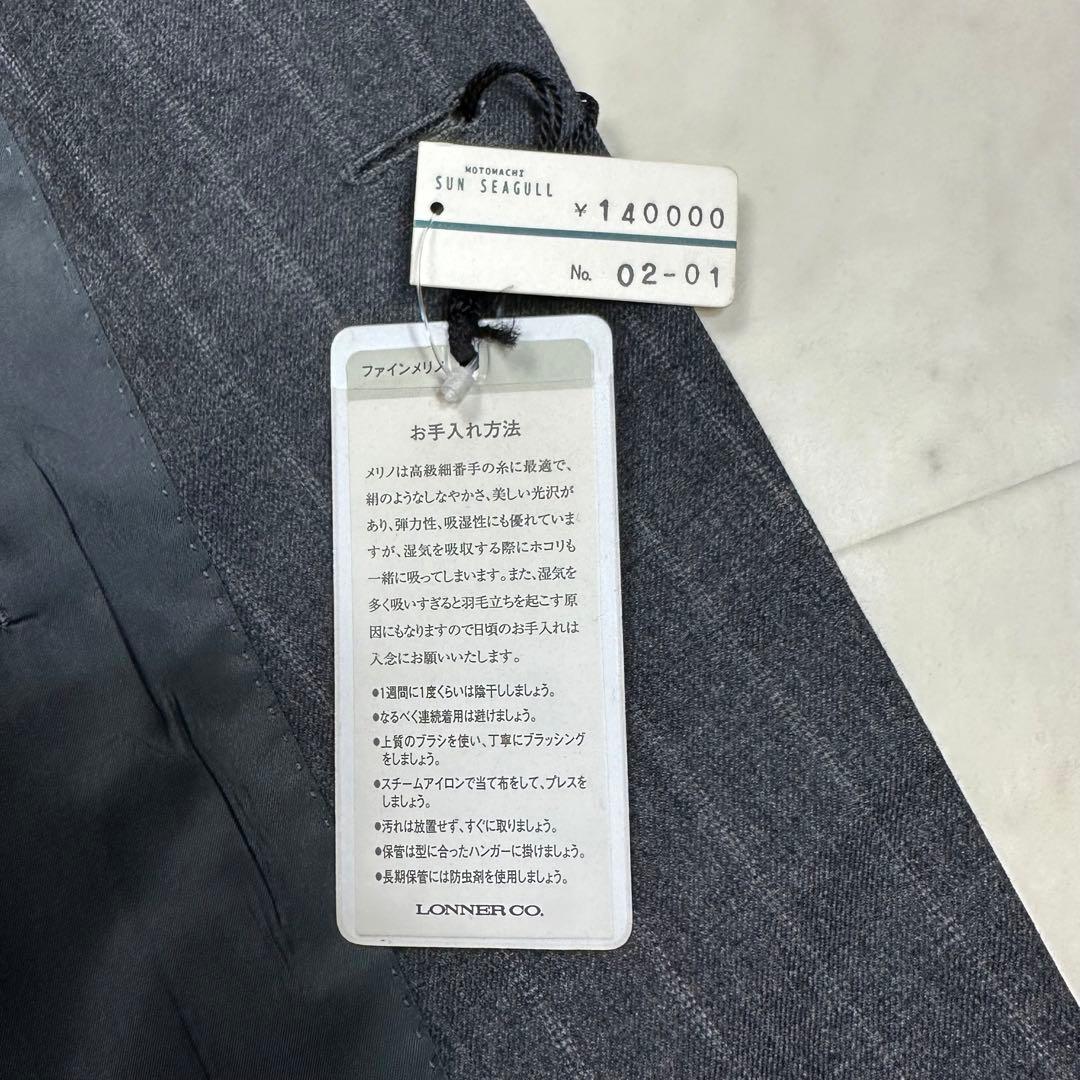 MOTOMACHI
SUN SEAGULL
¥140000
No. 02-01
ファインメリノ
お手入れ方法
メリノは高級細番手の糸に最適で、
絹のようなしなやかさ、美しい光沢が
あり、弾力性、吸湿性にも優れていま
すが、湿気を吸収する際にホコリも
一緒に吸ってしまいます。また、湿気を
多く吸いすぎると羽毛立ちを起こす原
因にもなりますので日頃のお手入れは
入念にお願いいたします。
●1週間に1度くらいは陰干ししましょう。
●なるべく連続着用は避けましょう。
●上質のブラシを使い、丁寧にブラッシング
をしましょう。
●スチームアイロンで当て布をして、プレスを
しましょう。
●汚れは放置せず、すぐに取りましょう。
●保管は型に合ったハンガーに掛けましょう。
●長期保管には防虫剤を使用しましょう。
LONNER CO.